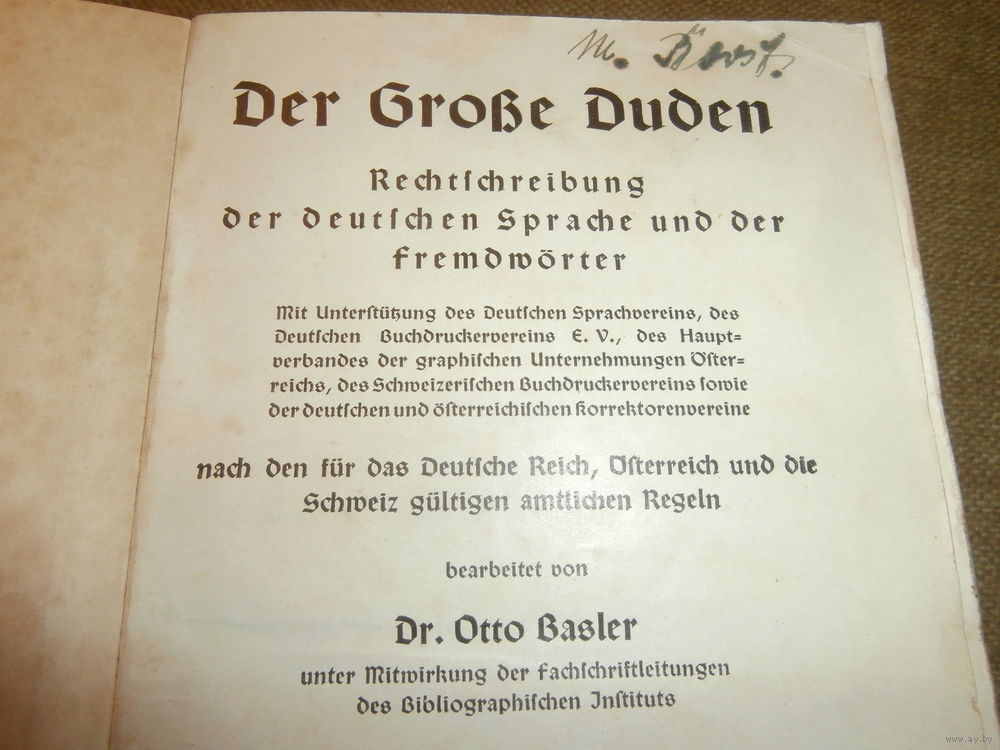 Der Große Duden
Rechtſchreibung
der deutſchen Sprache und der
Fremdwörter
Mit Unterſtützung des Deutſchen Sprachvereins, des
Deutſchen Buchdruckervereins E. V., des Haupt=
verbandes der graphiſchen Unternehmungen Öſter=
reichs, des Schweizeriſchen Buchdruckervereins ſowie
der deutſchen und öſterreichiſchen Korrektorenvereine
nach den für das Deutſche Reich, Öſterreich und die
Schweiz gültigen amtlichen Regeln
bearbeitet von
Dr. Otto Basler
unter Mitwirkung der Fachſchriftleitungen
des Bibliographiſchen Inſtituts
www.ay.by